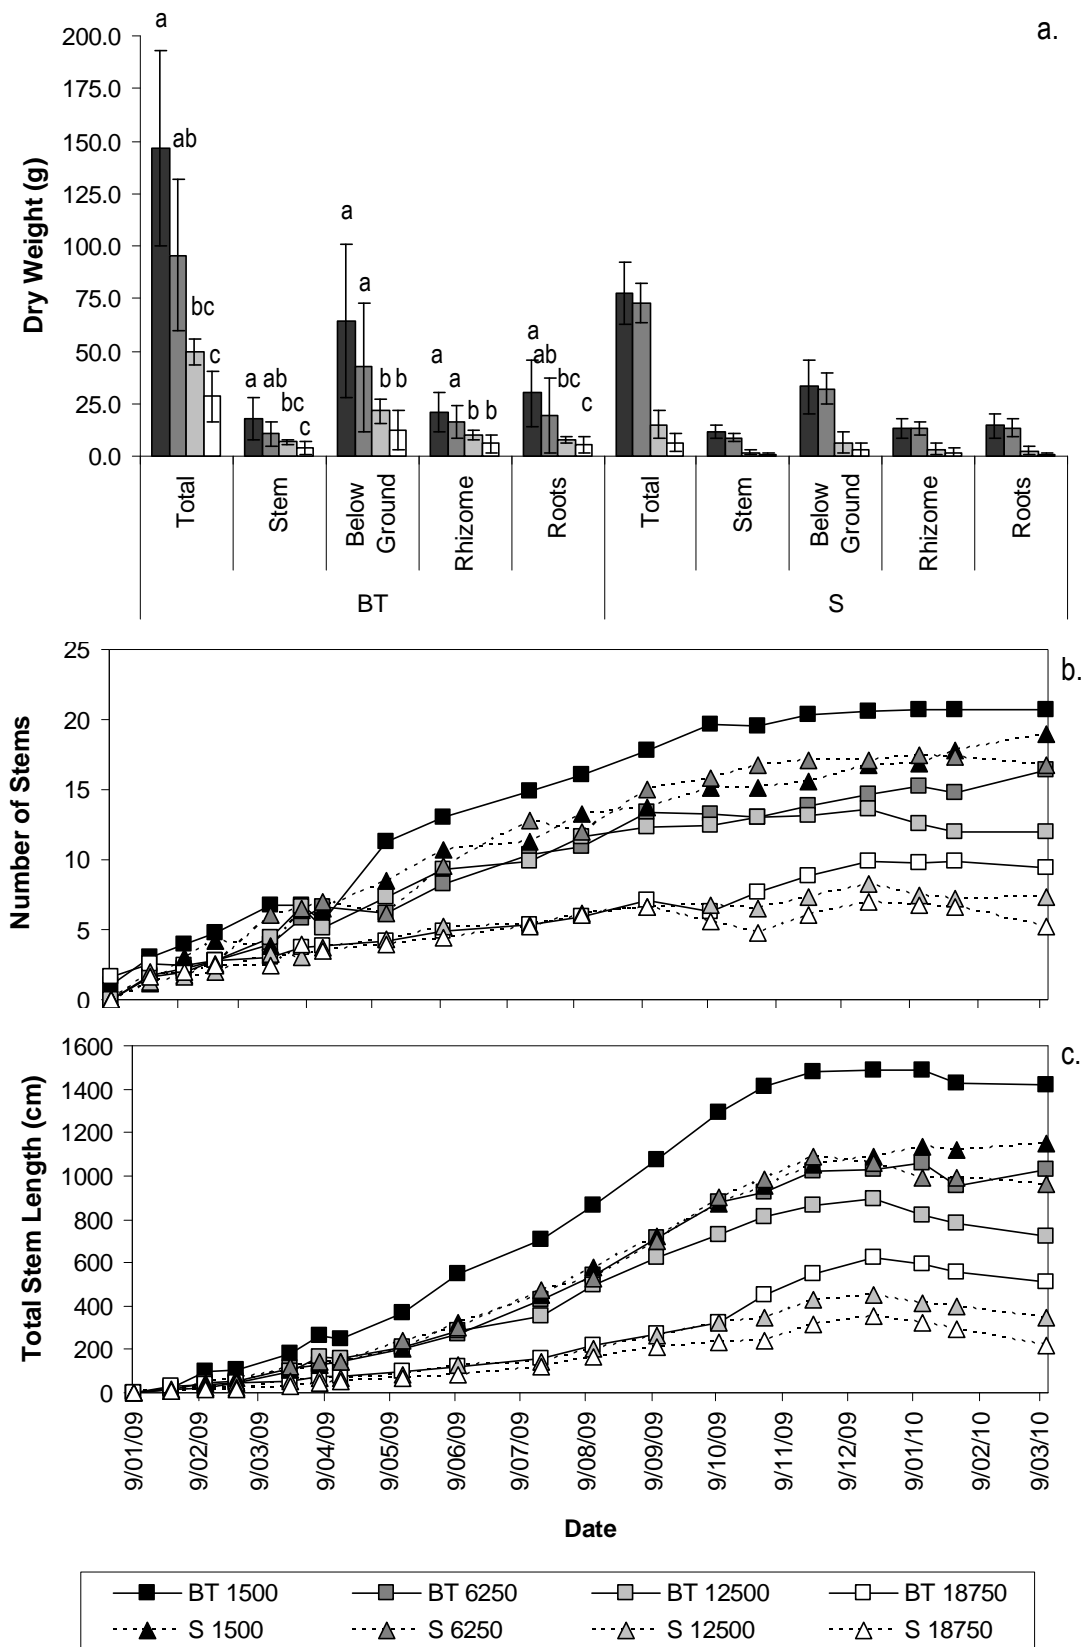 a.
Dry Weight (g)
200.0
175.0
150.0
125.0
100.0
75.0
50.0
25.0
0.0
a
ab
bc
c
a ab
bc
c
a
a
b b
a
a
b b
a
ab
bc
c
Total
Stem
Below Ground
Rhizome
Roots
Total
Stem
Below Ground
Rhizome
Roots
BT
S
b.
Number of Stems
25
20
15
10
5
0
c.
Total Stem Length (cm)
1600
1400
1200
1000
800
600
400
200
0
9/01/09
9/02/09
9/03/09
9/04/09
9/05/09
9/06/09
9/07/09
9/08/09
9/09/09
9/10/09
9/11/09
9/12/09
9/01/10
9/02/10
9/03/10
Date
BT 1500 BT 6250 BT 12500 BT 18750
S 1500 S 6250 S 12500 S 18750